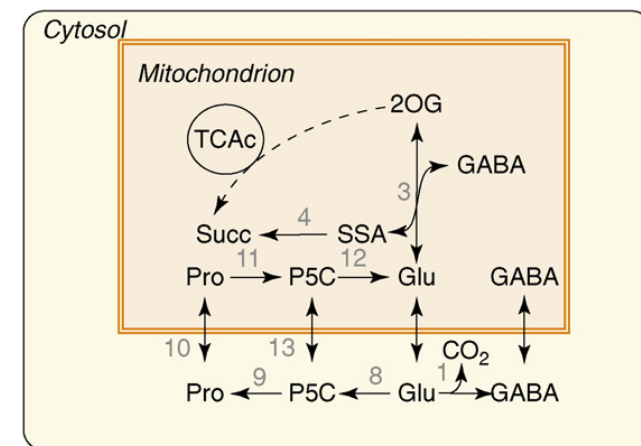 Cytosol
Mitochondrion
2OG
TCAc
GABA
3
4
Succ
SSA
11
12
Pro
P5C
Glu
GABA
10
13
CO₂
9
8
1
Pro
P5C
Glu
GABA